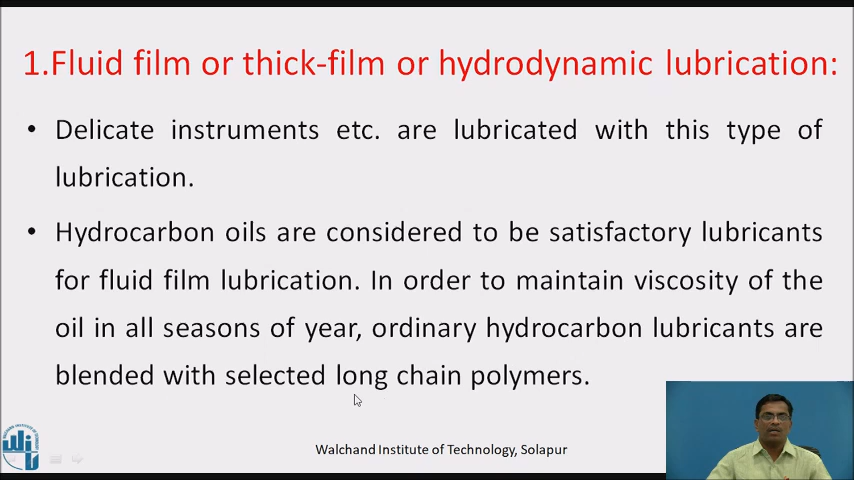 1.Fluid film or thick-film or hydrodynamic lubrication:
• Delicate instruments etc. are lubricated with this type of
lubrication.
• Hydrocarbon oils are considered to be satisfactory lubricants
for fluid film lubrication. In order to maintain viscosity of the
oil in all seasons of year, ordinary hydrocarbon lubricants are
blended with selected long chain polymers.
Walchand Institute of Technology, Solapur